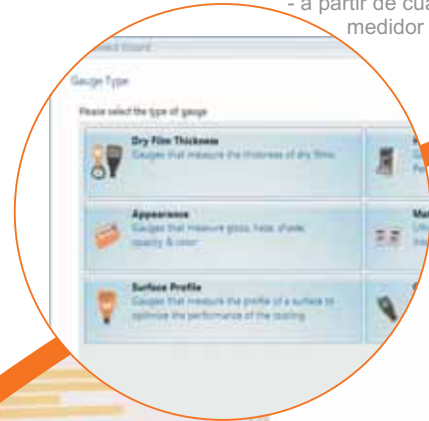 - a partir de
medidor
Gauge Type
Please select the type of gauge
Dry Film Thickness
Gauges that measure the thickness of dry films.
Appearance
Gauges that measure gloss, haze, shade,
opacity & color
Surface Profile
Gauges that measure the profile of a surface to
optimize the performance of the coating